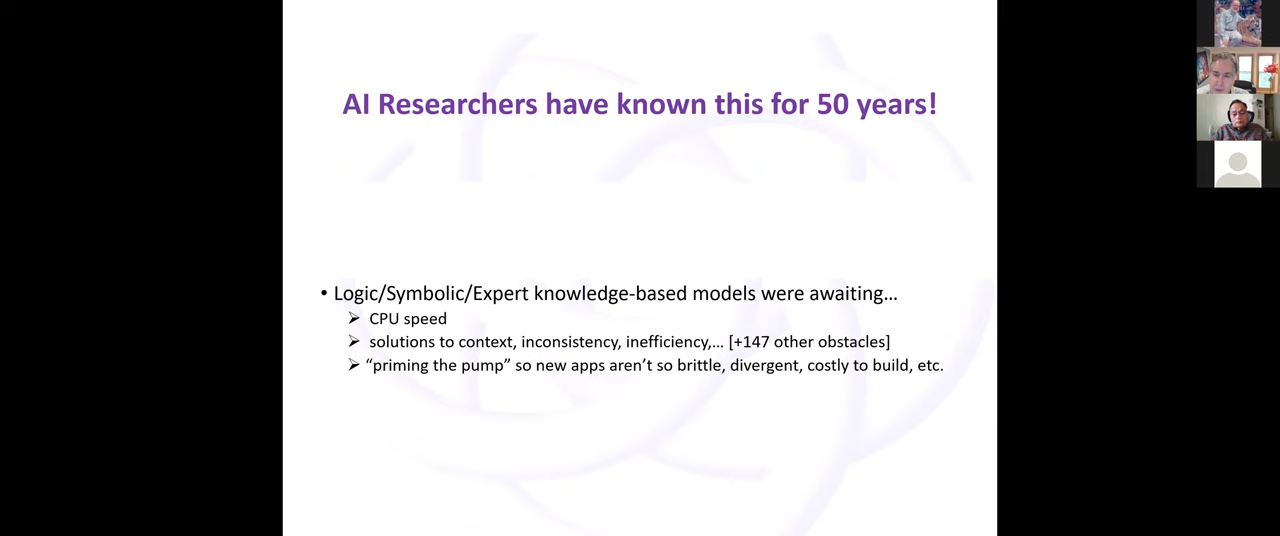 AI Researchers have known this for 50 years!
• Logic/Symbolic/Expert knowledge-based models were awaiting…
➢ CPU speed
➢ solutions to context, inconsistency, inefficiency,… [+147 other obstacles]
➢ “priming the pump” so new apps aren’t so brittle, divergent, costly to build, etc.